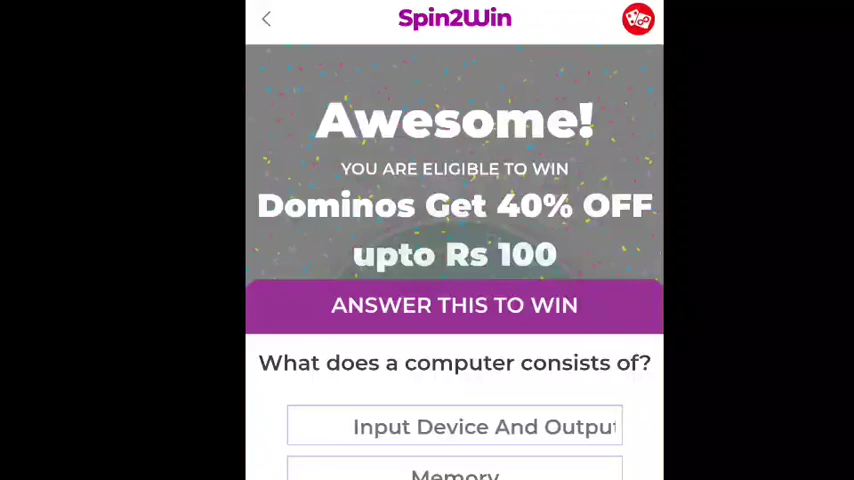 Spin2Win
Awesome!
YOU ARE ELIGIBLE TO WIN
Dominos Get 40% OFF
upto Rs 100
ANSWER THIS TO WIN
What does a computer consists of?
Input Device And Output
Memory